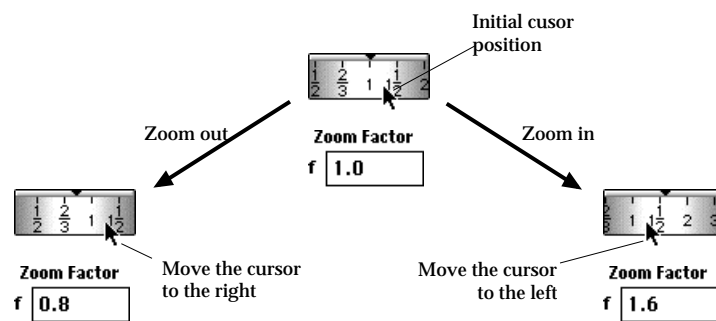 Initial cusor
position
1/2 2/3 1 1 1/2 2
Zoom out
Zoom in
Zoom Factor
f 1.0
1/2 2/3 1 1 1/2
2/3 1 1 1/2 2 3
Move the cursor
to the right
Move the cursor
to the left
Zoom Factor
f 0.8
Zoom Factor
f 1.6